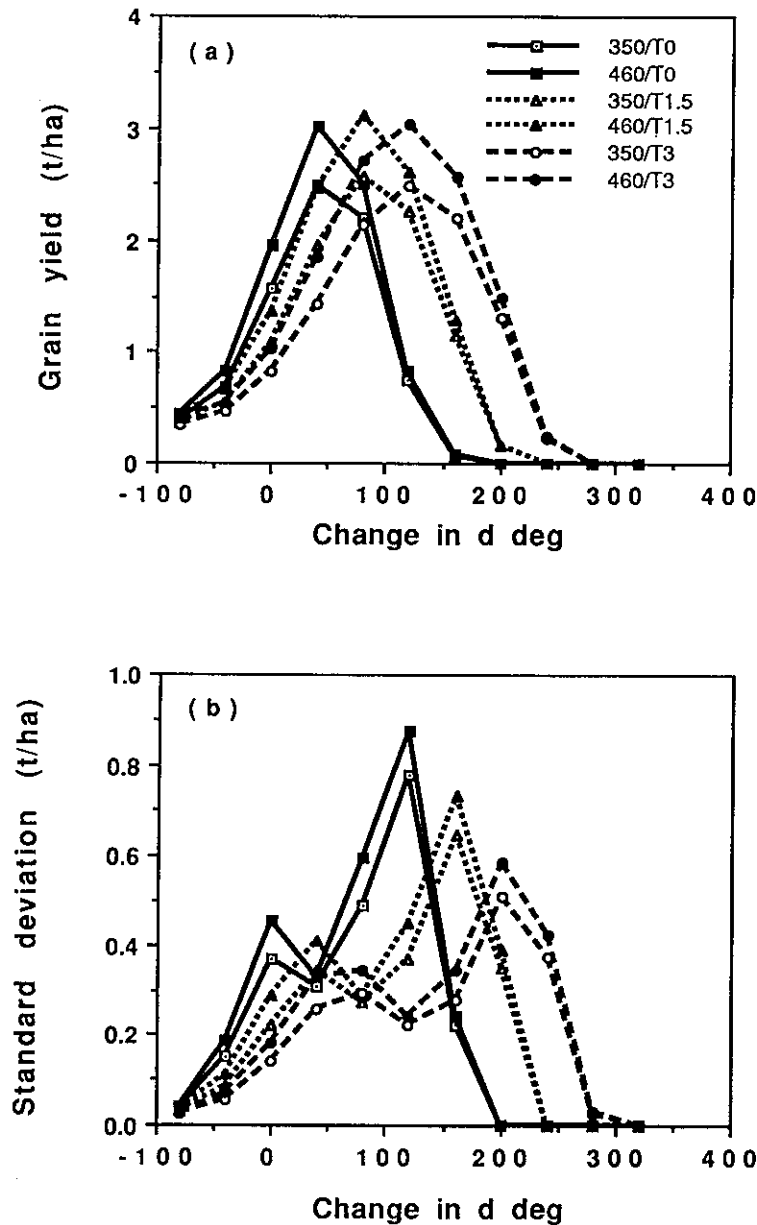 4
(a)
350/T0
460/T0
350/T1.5
460/T1.5
350/T3
460/T3
3
2
1
0
Grain yield (t/ha)
-100 0 100 200 300 400
Change in d deg
1.0
(b)
0.8
0.6
0.4
0.2
0.0
Standard deviation (t/ha)
-100 0 100 200 300 400
Change in d deg